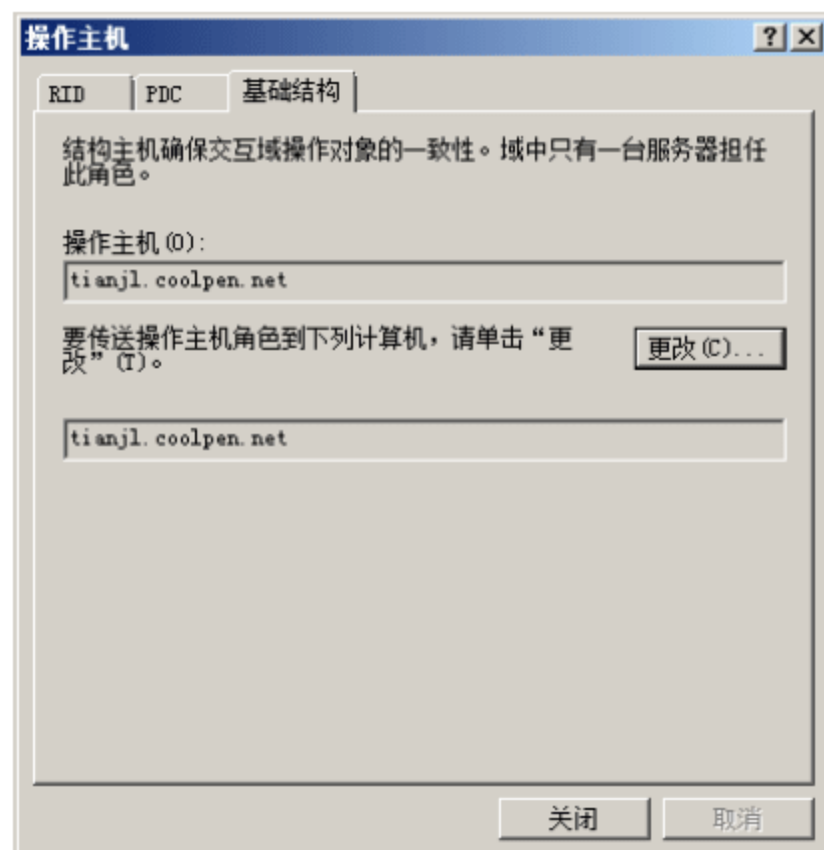 操作主机
RID
PDC
基础结构
结构主机确保交互域操作对象的一致性。域中只有一台服务器担任
此角色。
操作主机(O):
tianjl.coolpen.net
要传送操作主机角色到下列计算机，请单击“更
改”(T)。
更改(C)...
tianjl.coolpen.net
关闭
取消